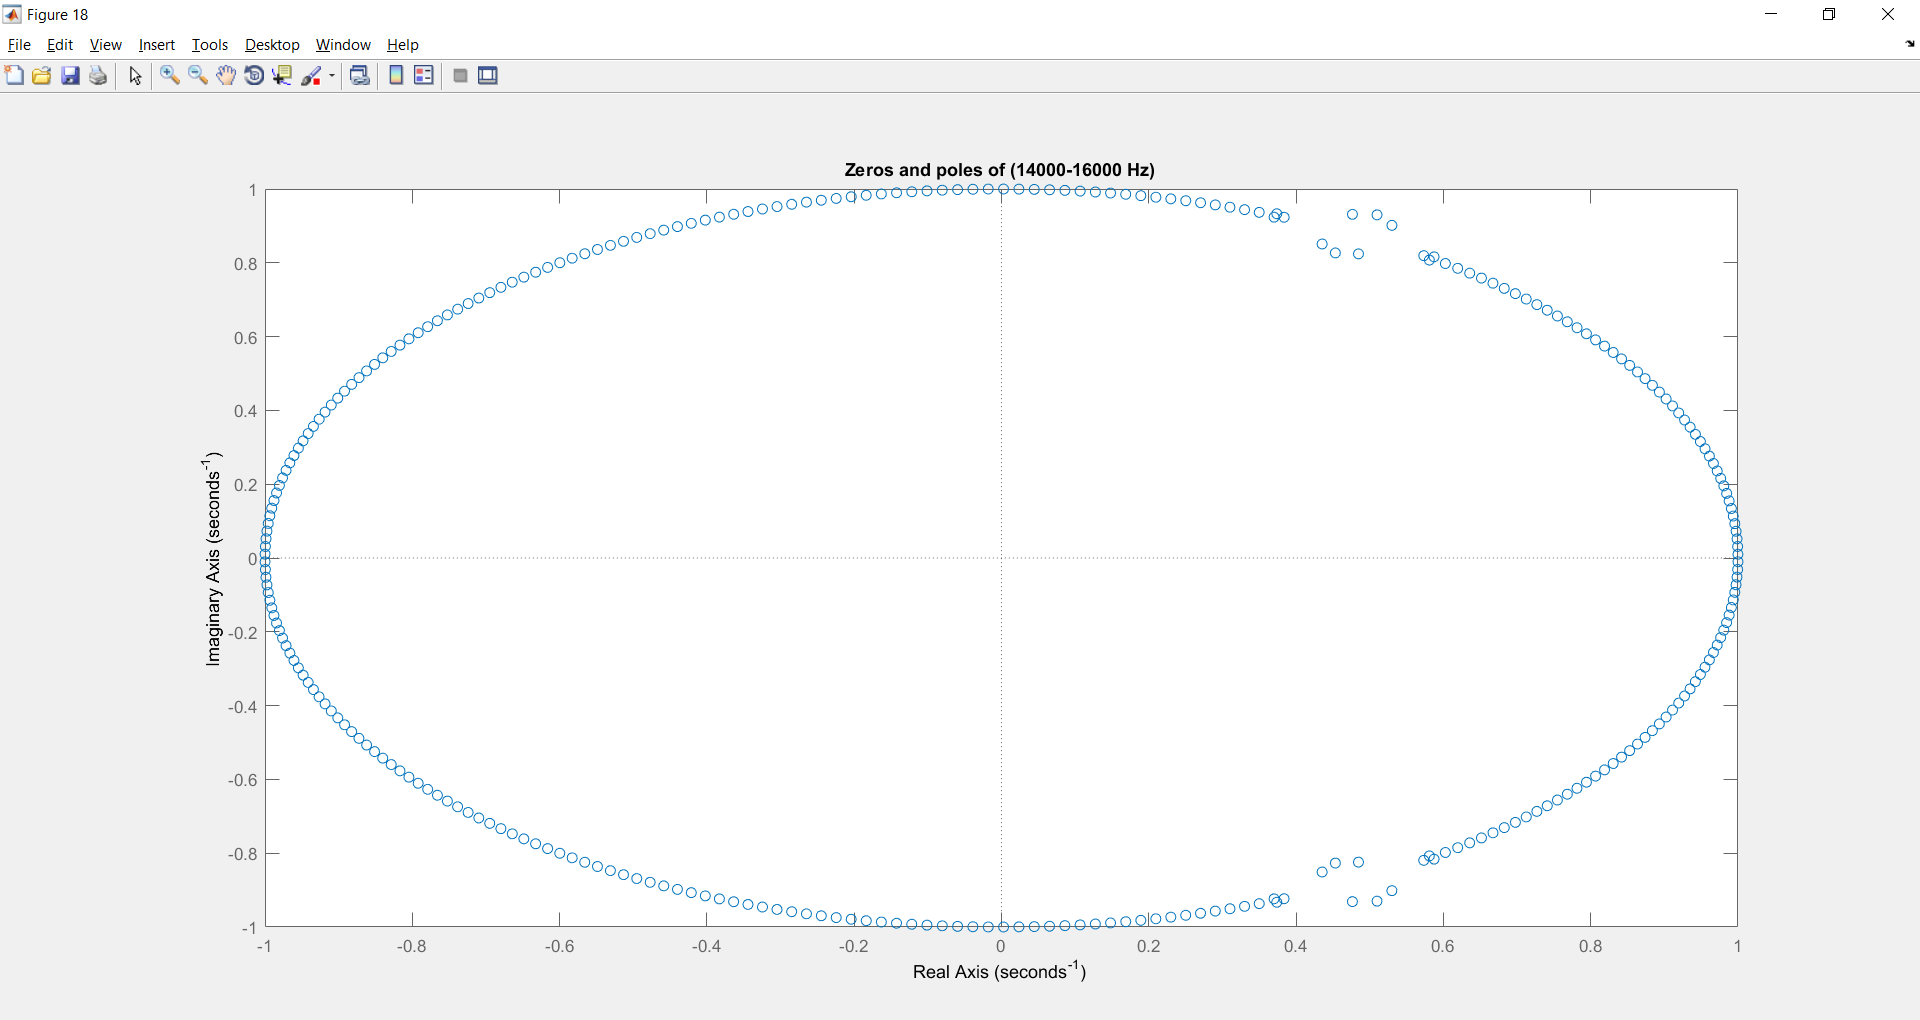 Figure 18
File Edit View Insert Tools Desktop Window Help
Zeros and poles of (14000-16000 Hz)
1
0.8
0.6
0.4
0.2
0
-0.2
-0.4
-0.6
-0.8
-1
Imaginary Axis (seconds⁻¹)
-1 -0.8 -0.6 -0.4 -0.2 0 0.2 0.4 0.6 0.8 1
Real Axis (seconds⁻¹)